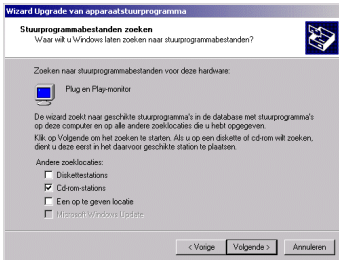 Wizard Upgrade van apparaatstuurprogramma
Stuurprogrammabestanden zoeken
Waar wilt u Windows laten zoeken naar stuurprogrammabestanden?
Zoeken naar stuurprogrammabestanden voor deze hardware:
Plug en Play-monitor
De wizard zoekt naar geschikte stuurprogramma's in de database met stuurprogramma's
op deze computer en op alle andere zoeklocaties die u hebt opgegeven.
Klik op Volgende om het zoeken te starten. Als u op een diskette of cd-rom wilt zoeken,
dient u deze eerst in het daarvoor geschikte station te plaatsen.
Andere zoeklocaties:
Diskettestations
Cd-rom-stations
Een op te geven locatie
Microsoft Windows Update
< Vorige Volgende > Annuleren